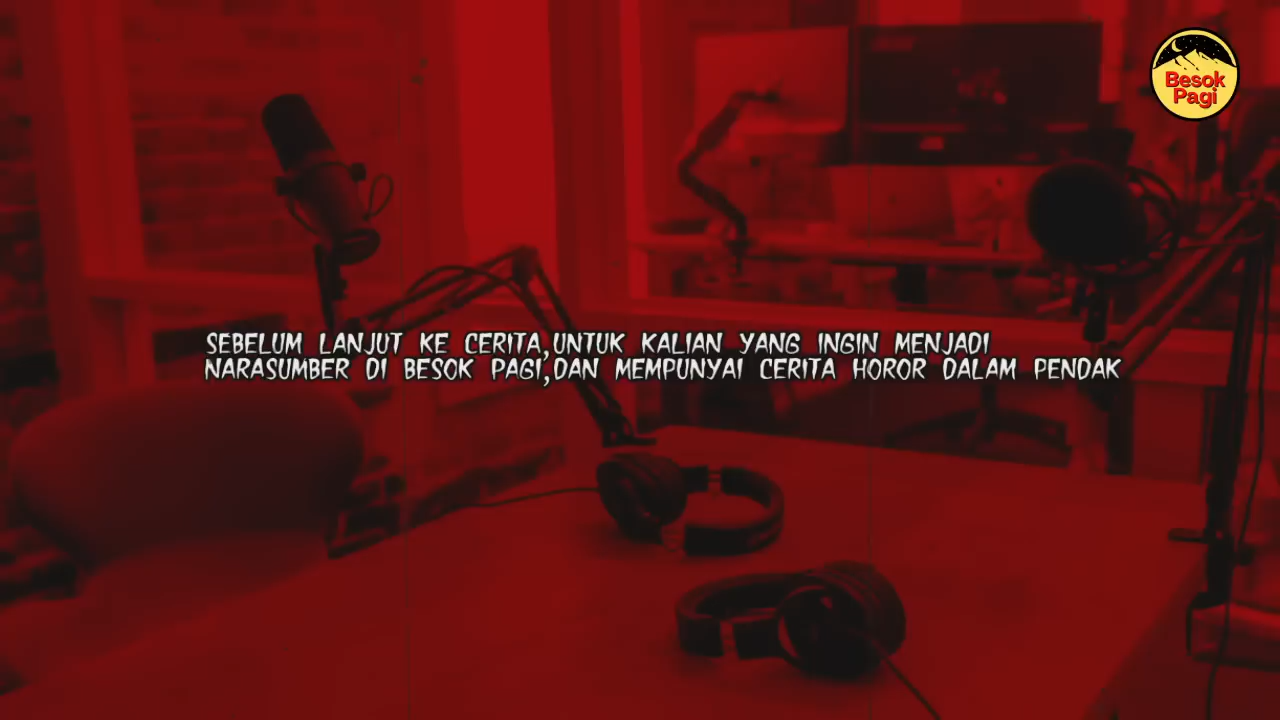 Besok
Pagi
SEBELUM LANJUT KE CERITA,UNTUK KALIAN YANG INGIN MENJADI
NARASUMBER DI BESOK PAGI,DAN MEMPUNYAI CERITA HOROR DALAM PENDAK